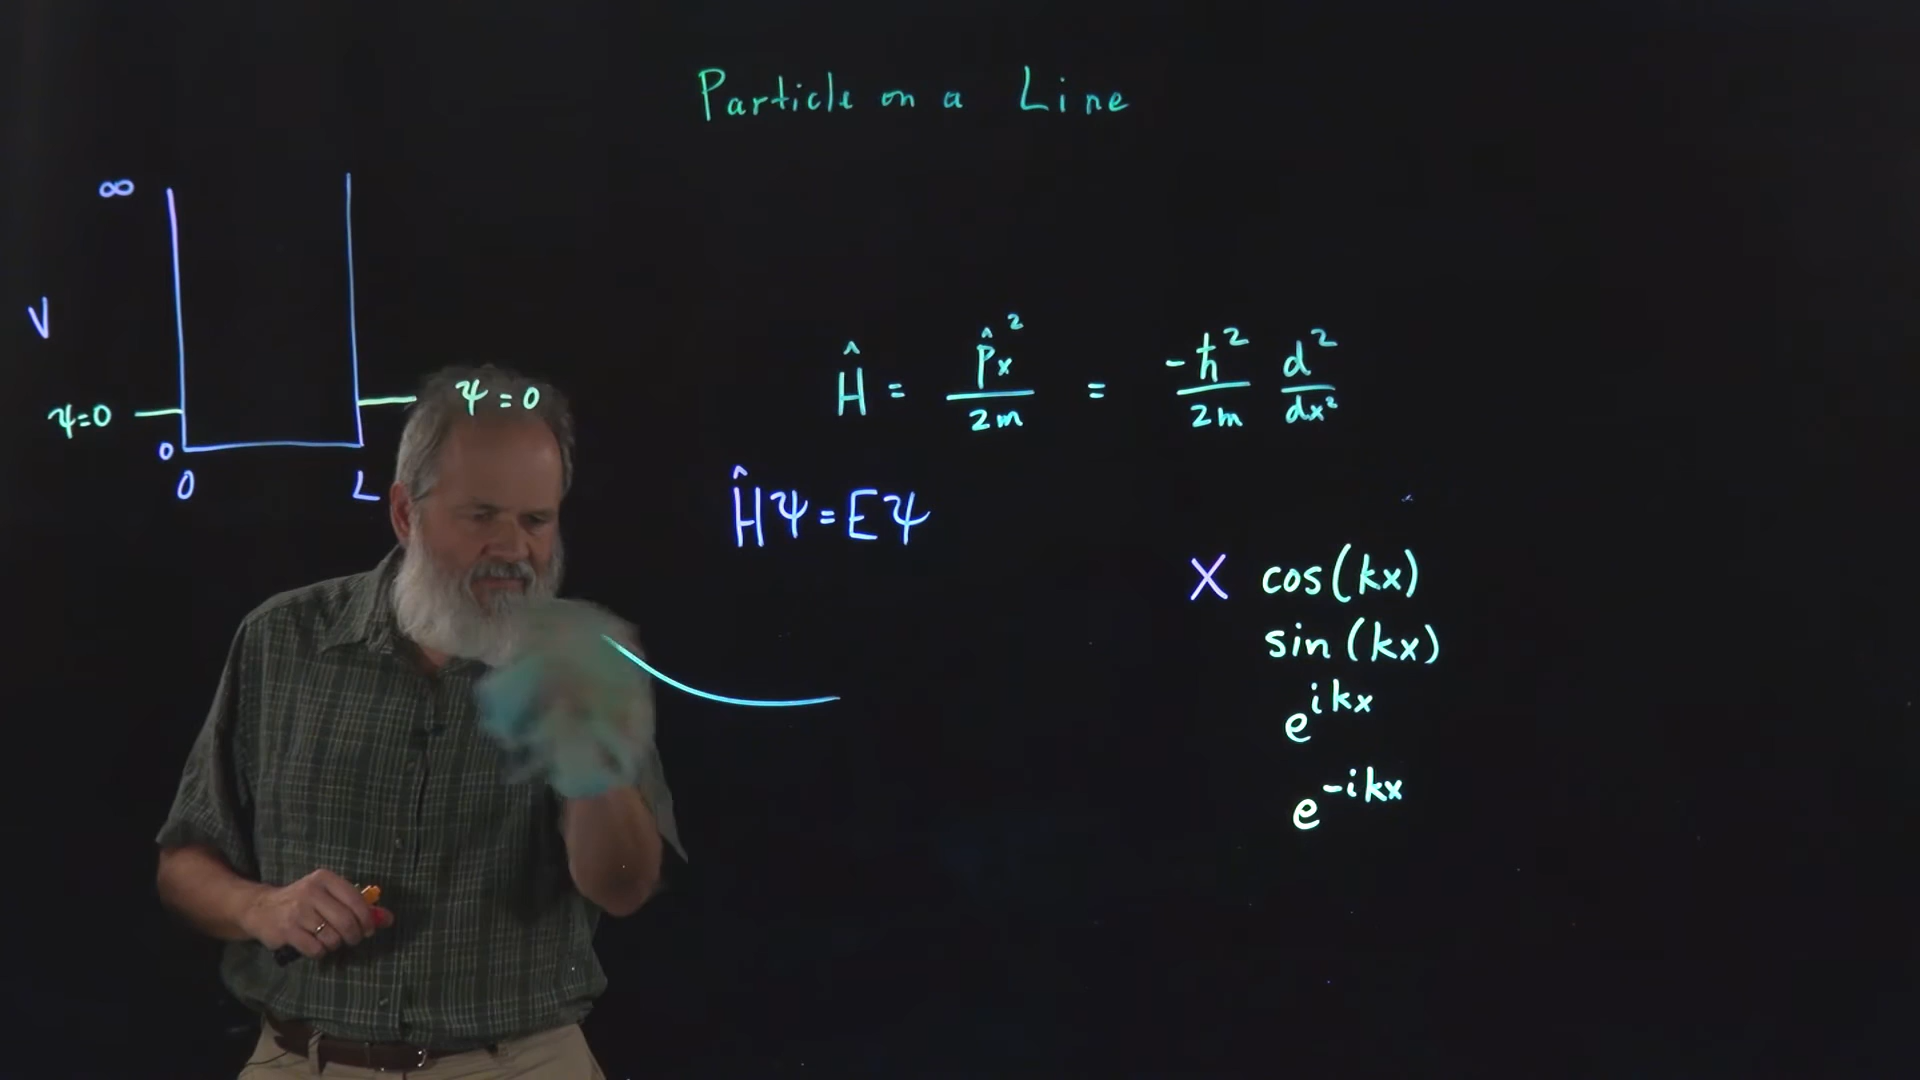 Particle on a Line
∞
V
ψ=0
ψ=0
0
0 L
Ĥ = p̂x² / 2m = -ħ² / 2m d² / dx²
Ĥψ=Eψ
X cos(kx)
sin(kx)
e^ikx
e^-ikx